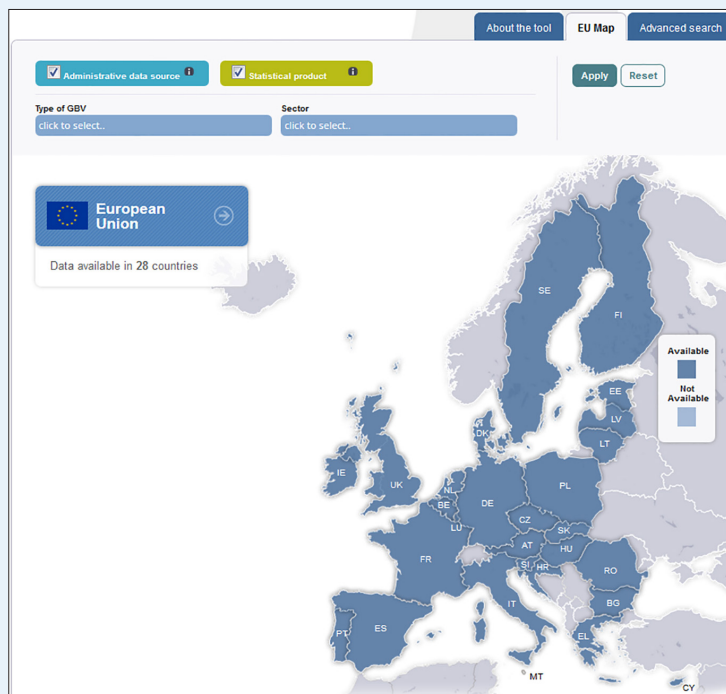 About the tool
EU Map
Advanced search
Administrative data source
Statistical product
Apply
Reset
Type of GBV
Sector
click to select..
click to select..
European
Union
Data available in 28 countries
SE
FI
Available
Not
Available
EE
LV
LT
DK
IE
UK
NL
BE
LU
DE
PL
CZ
SK
AT
HU
FR
SI
HR
RO
IT
BG
PT
ES
EL
MT
CY